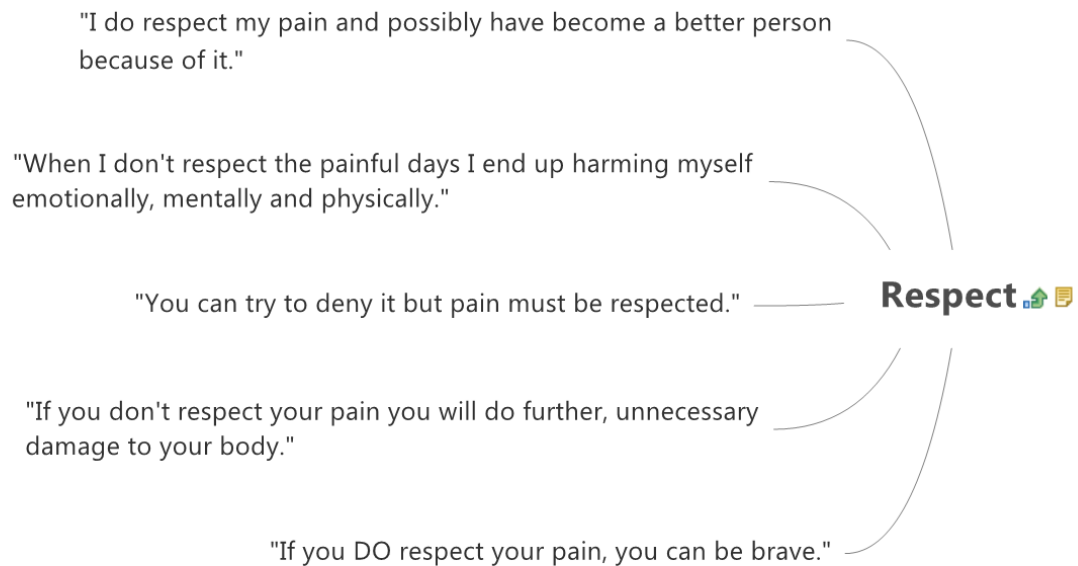 "I do respect my pain and possibly have become a better person
because of it."
"When I don't respect the painful days I end up harming myself
emotionally, mentally and physically."
"You can try to deny it but pain must be respected."
Respect
"If you don't respect your pain you will do further, unnecessary
damage to your body."
"If you DO respect your pain, you can be brave."